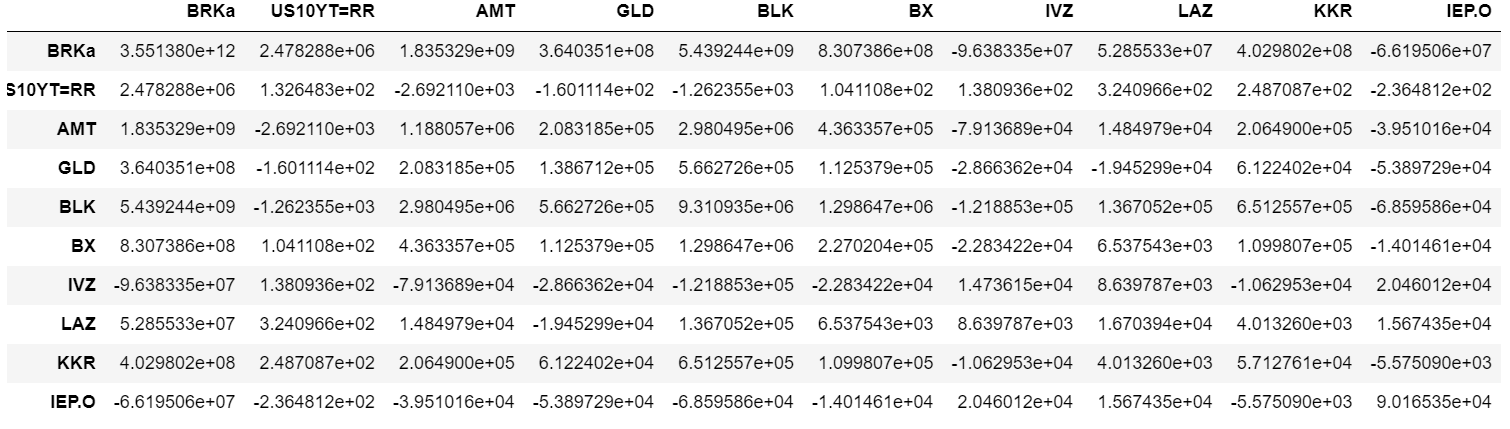 BRKa US10YT=RR AMT GLD BLK BX IVZ LAZ KKR IEP.O
BRKa 3.551380e+12 2.478288e+06 1.835329e+09 3.640351e+08 5.439244e+09 8.307386e+08 -9.638335e+07 5.285533e+07 4.029802e+08 -6.619506e+07
S10YT=RR 2.478288e+06 1.326483e+02 -2.692110e+03 -1.601114e+02 -1.262355e+03 1.041108e+02 1.380936e+02 3.240966e+02 2.487087e+02 -2.364812e+02
AMT 1.835329e+09 -2.692110e+03 1.188057e+06 2.083185e+05 2.980495e+06 4.363357e+05 -7.913689e+04 1.484979e+04 2.064900e+05 -3.951016e+04
GLD 3.640351e+08 -1.601114e+02 2.083185e+05 1.386712e+05 5.662726e+05 1.125379e+05 -2.866362e+04 -1.945299e+04 6.122402e+04 -5.389729e+04
BLK 5.439244e+09 -1.262355e+03 2.980495e+06 5.662726e+05 9.310935e+06 1.298647e+06 -1.218853e+05 1.367052e+05 6.512557e+05 -6.859586e+04
BX 8.307386e+08 1.041108e+02 4.363357e+05 1.125379e+05 1.298647e+06 2.270204e+05 -2.283422e+04 6.537543e+03 1.099807e+05 -1.401461e+04
IVZ -9.638335e+07 1.380936e+02 -7.913689e+04 -2.866362e+04 -1.218853e+05 -2.283422e+04 1.473615e+04 8.639787e+03 -1.062953e+04 2.046012e+04
LAZ 5.285533e+07 3.240966e+02 1.484979e+04 -1.945299e+04 1.367052e+05 6.537543e+03 8.639787e+03 1.670394e+04 4.013260e+03 1.567435e+04
KKR 4.029802e+08 2.487087e+02 2.064900e+05 6.122402e+04 6.512557e+05 1.099807e+05 -1.062953e+04 4.013260e+03 5.712761e+04 -5.575090e+03
IEP.O -6.619506e+07 -2.364812e+02 -3.951016e+04 -5.389729e+04 -6.859586e+04 -1.401461e+04 2.046012e+04 1.567435e+04 -5.575090e+03 9.016535e+04